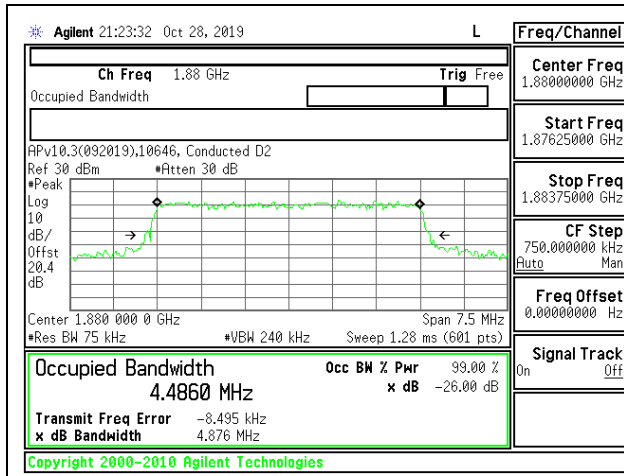 Agilent 21:23:32 Oct 28, 2019 L
Freq/Channel
Ch Freq 1.88 GHz Trig Free
Occupied Bandwidth
Center Freq
1.88000000 GHz
Start Freq
1.87625000 GHz
Stop Freq
1.88375000 GHz
CF Step
750.000000 kHz
Auto Man
Freq Offset
0.00000000 Hz
Signal Track
On Off
APv10.3(092019),10646, Conducted D2
Ref 30 dBm #Atten 30 dB
#Peak
Log
10
dB/
Offst
20.4
dB
Center 1.880 000 0 GHz Span 7.5 MHz
#Res BW 75 kHz #VBW 240 kHz Sweep 1.28 ms (601 pts)
Occupied Bandwidth Occ BW % Pwr 99.00 %
4.4860 MHz x dB -26.00 dB
Transmit Freq Error -8.495 kHz
x dB Bandwidth 4.876 MHz
Copyright 2000-2010 Agilent Technologies